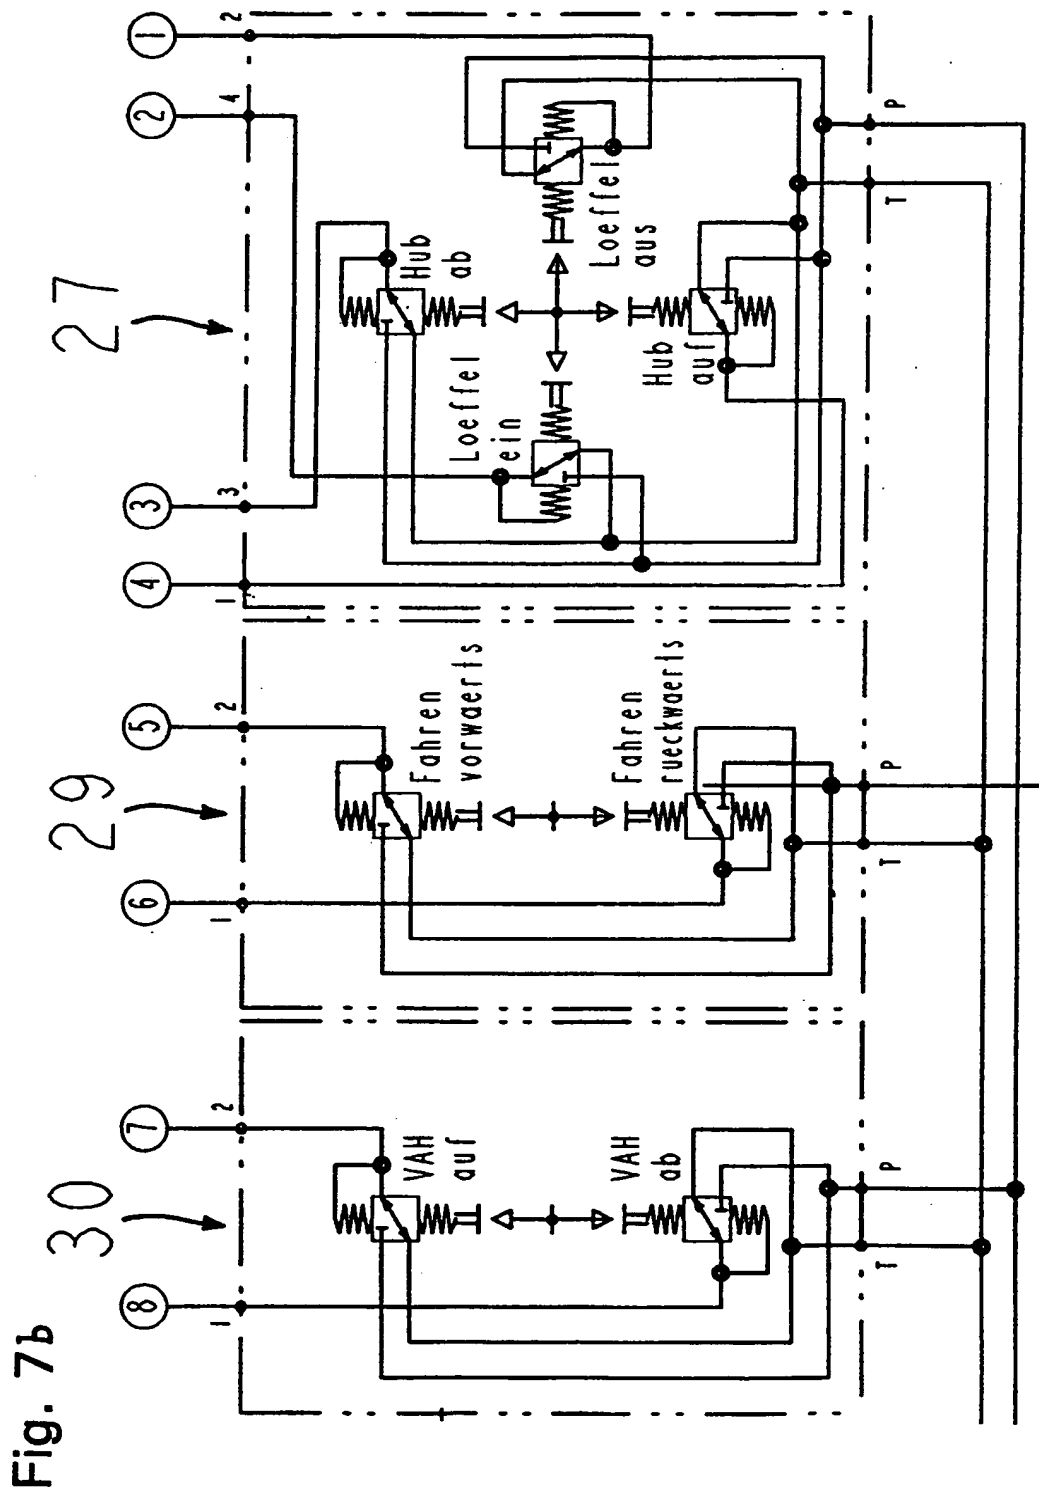 Fig. 7b
30
29
27
8
7
6
5
4
3
2
1
1
2
1
2
1
3
4
2
VAH
auf
Fahren
vorwaerts
Hub
ab
Loeffel
ein
Loeffel
aus
VAH
ab
Fahren
rueckwaerts
Hub
auf
T
P
T
P
T
P